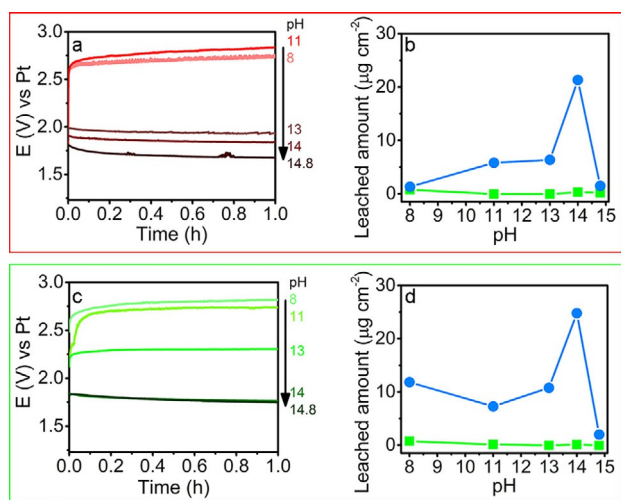 a
pH
11
8
13
14
14.8
E (V) vs Pt
3.0
2.5
2.0
1.5
0.0 0.2 0.4 0.6 0.8 1.0
Time (h)
b
Leached amount (µg cm⁻²)
30
20
10
0
8 9 10 11 12 13 14 15
pH
c
pH
8
11
13
14
14.8
E (V) vs Pt
3.0
2.5
2.0
1.5
0.0 0.2 0.4 0.6 0.8 1.0
Time (h)
d
Leached amount (µg cm⁻²)
30
20
10
0
8 9 10 11 12 13 14 15
pH